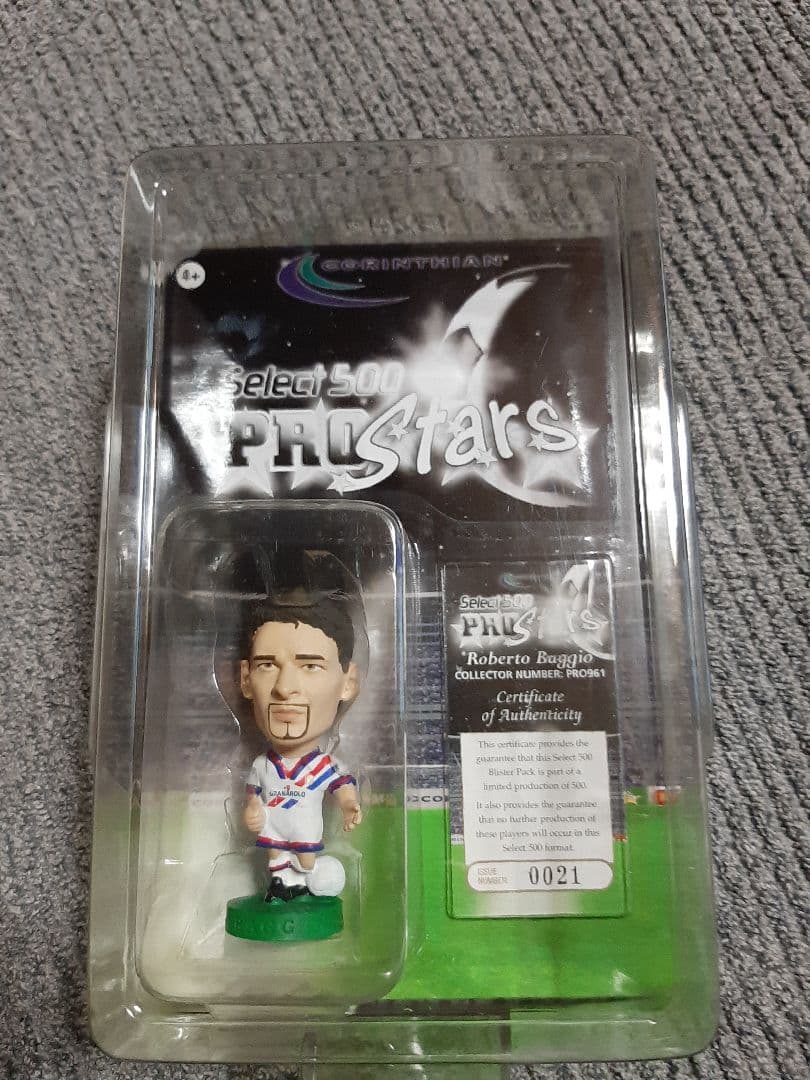 4+
CORINTHIAN
Select 500
PROStars
Select 500
PROStars
Roberto Baggio
COLLECTOR NUMBER: PRO961
Certificate
of Authenticity
This certificate provides the
guarantee that this Select 500
Blister Pack is part of a
limited production of 500.
It also provides the guarantee
that no further production of
these players will occur in this
Select 500 format.
ISSUE
NUMBER: 0021
GRANAROLO